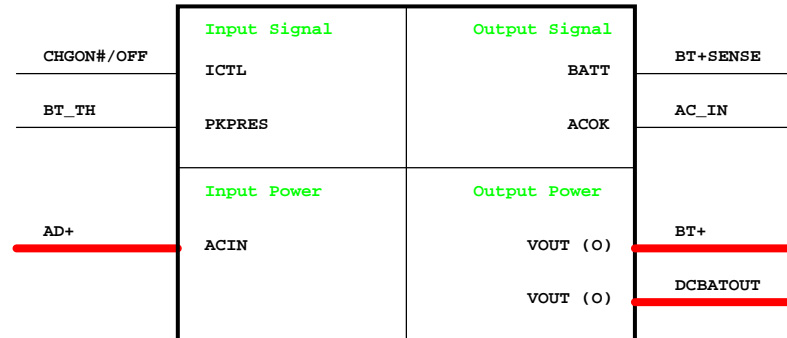 Input Signal Output Signal
CHGON#/OFF ICTL BATT BT+SENSE
BT_TH PKPRES ACOK AC_IN
Input Power Output Power
AD+ ACIN VOUT (O) BT+
VOUT (O) DCBATOUT